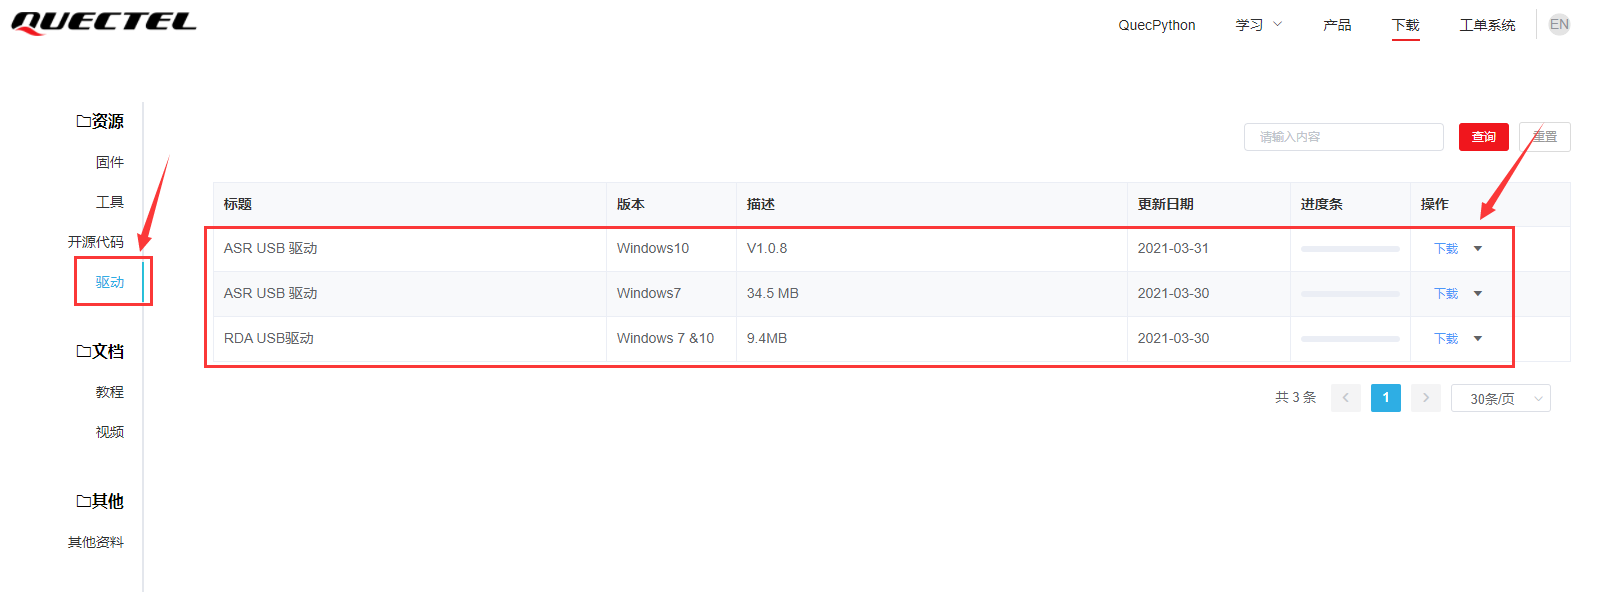 QUECTEL
QuecPython 学习 产品 下载 工单系统 EN
资源
固件
工具
开源代码
驱动
文档
教程
视频
其他
其他资料
请输入内容 查询 重置
标题 版本 描述 更新日期 进度条 操作
ASR USB 驱动 Windows10 V1.0.8 2021-03-31 下载
ASR USB 驱动 Windows7 34.5 MB 2021-03-30 下载
RDA USB驱动 Windows 7 &10 9.4MB 2021-03-30 下载
共 3 条 1 30条/页